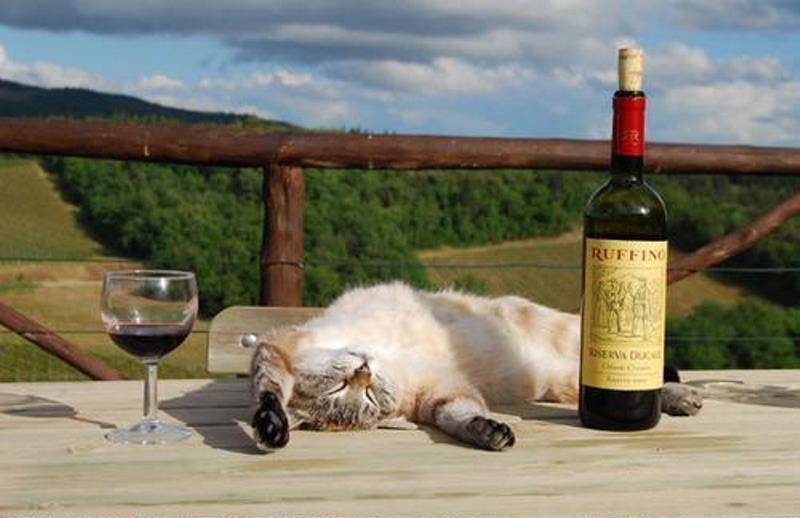 RUFFINO
RISERVA DUCALE
Chianti Classico